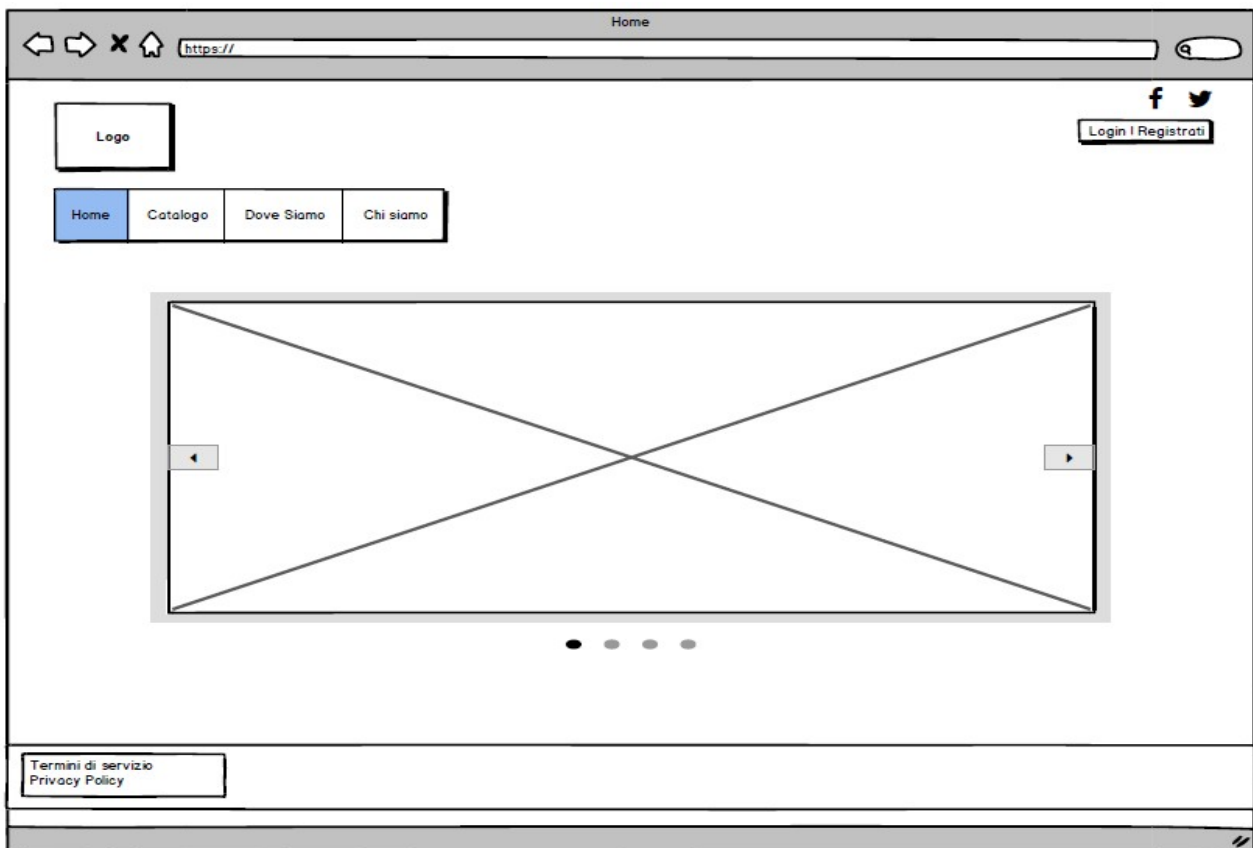 Home
https://
Logo
Login | Registrati
Home Catalogo Dove Siamo Chi siamo
Termini di servizio
Privacy Policy